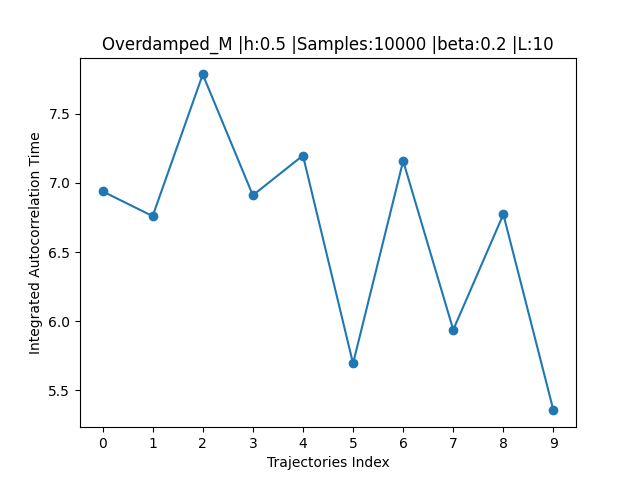 Overdamped_M |h:0.5 |Samples:10000 |beta:0.2 |L:10
Integrated Autocorrelation Time
7.5
7.0
6.5
6.0
5.5
0 1 2 3 4 5 6 7 8 9
Trajectories Index